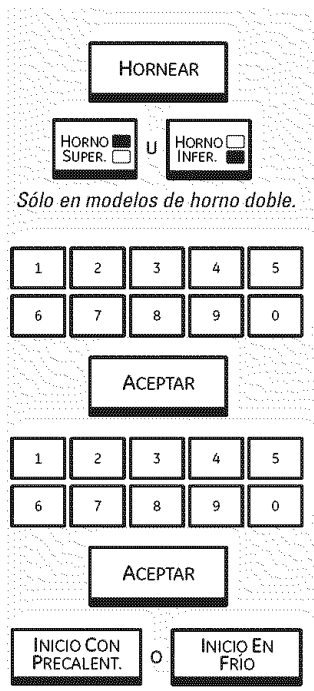 HORNEAR
HORNO SUPER. U HORNO INFER.
Sólo en modelos de horno doble.
1 2 3 4 5
6 7 8 9 0
ACEPTAR
1 2 3 4 5
6 7 8 9 0
ACEPTAR
INICIO CON PRECALENT. O INICIO EN FRÍO